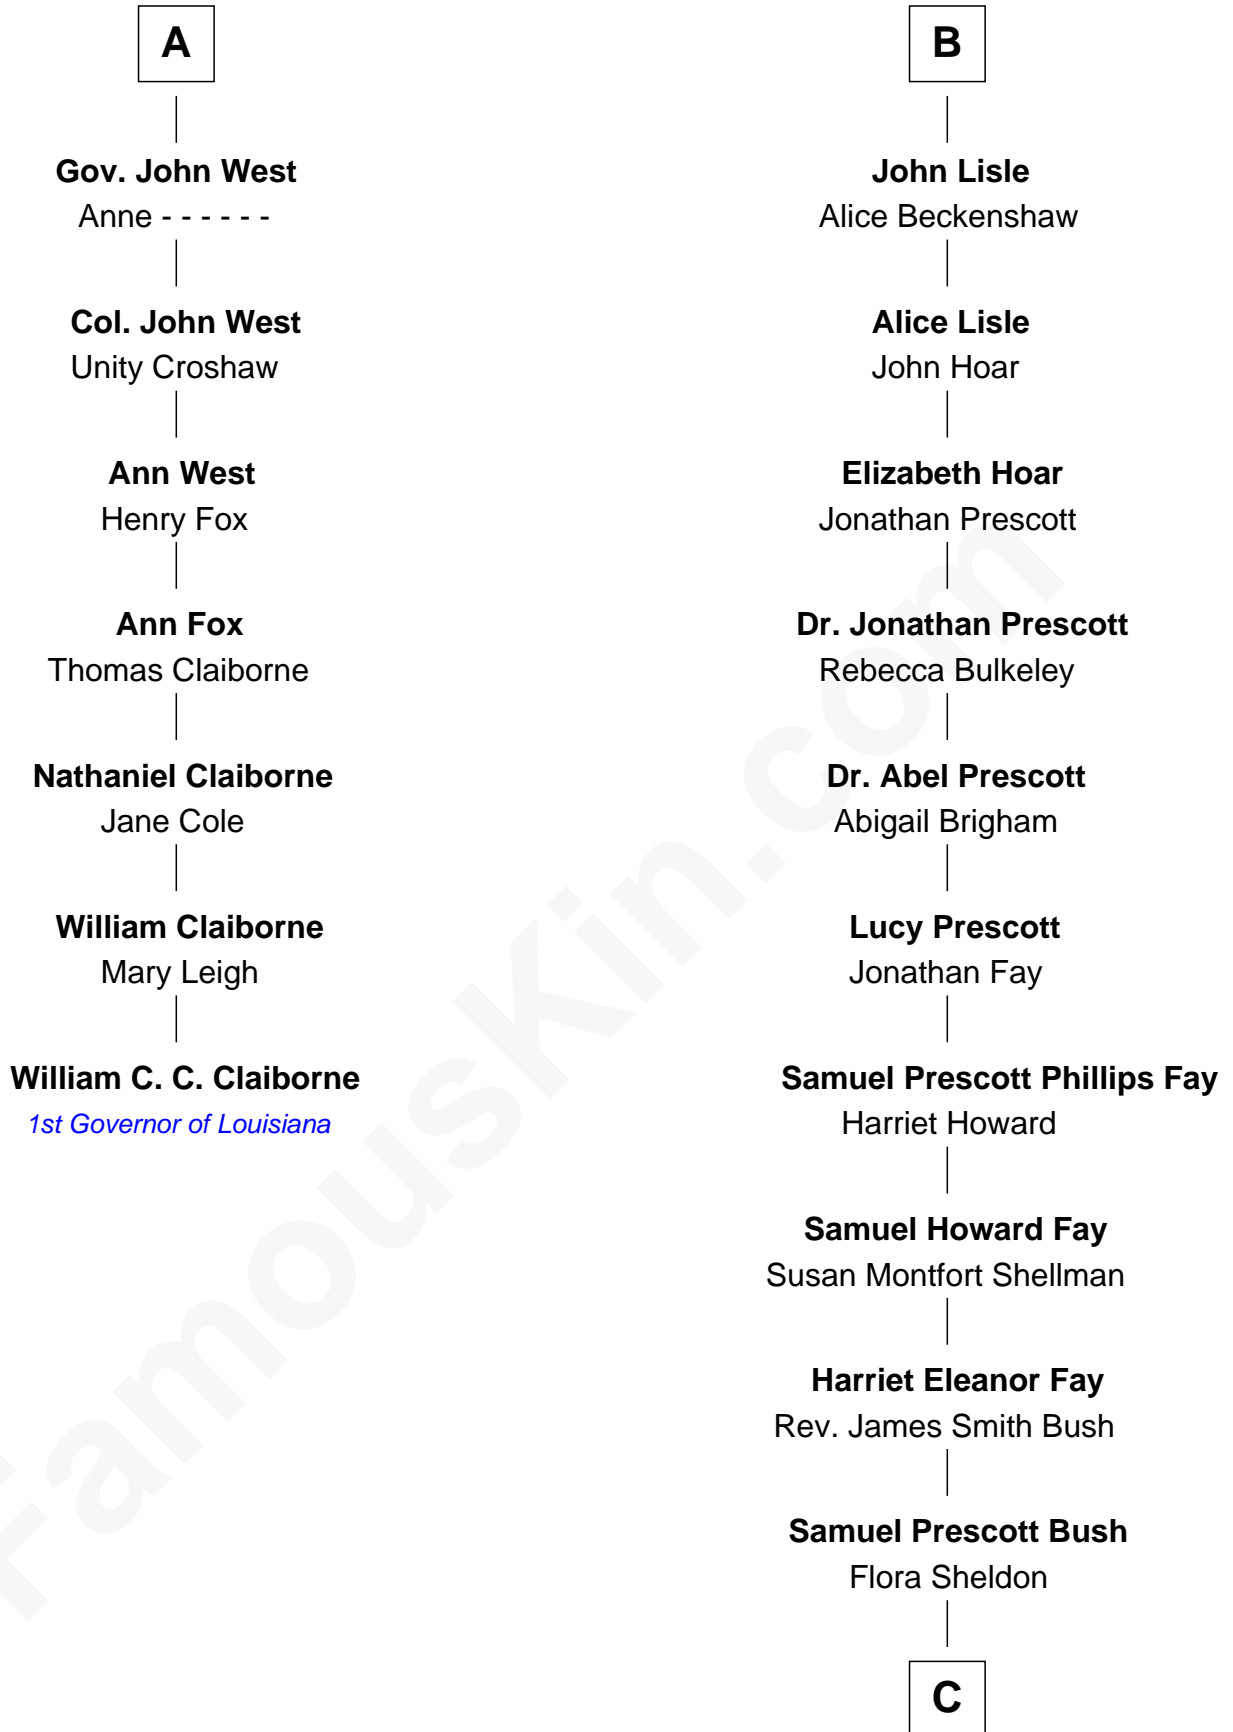 A
Gov. John West
Anne - - - - - -
Col. John West
Unity Croshaw
Ann West
Henry Fox
Ann Fox
Thomas Claiborne
Nathaniel Claiborne
Jane Cole
William Claiborne
Mary Leigh
William C. C. Claiborne
1st Governor of Louisiana
B
John Lisle
Alice Beckenshaw
Alice Lisle
John Hoar
Elizabeth Hoar
Jonathan Prescott
Dr. Jonathan Prescott
Rebecca Bulkeley
Dr. Abel Prescott
Abigail Brigham
Lucy Prescott
Jonathan Fay
Samuel Prescott Phillips Fay
Harriet Howard
Samuel Howard Fay
Susan Montfort Shellman
Harriet Eleanor Fay
Rev. James Smith Bush
Samuel Prescott Bush
Flora Sheldon
C
FamousKin.com